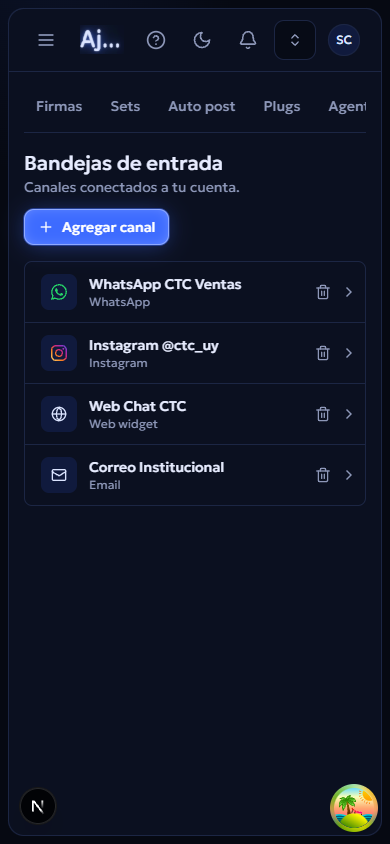 Aj...
SC
Firmas Sets Auto post Plugs Agent
Bandejas de entrada
Canales conectados a tu cuenta.
+ Agregar canal
WhatsApp CTC Ventas
WhatsApp
Instagram @ctc_uy
Instagram
Web Chat CTC
Web widget
Correo Institucional
Email
N